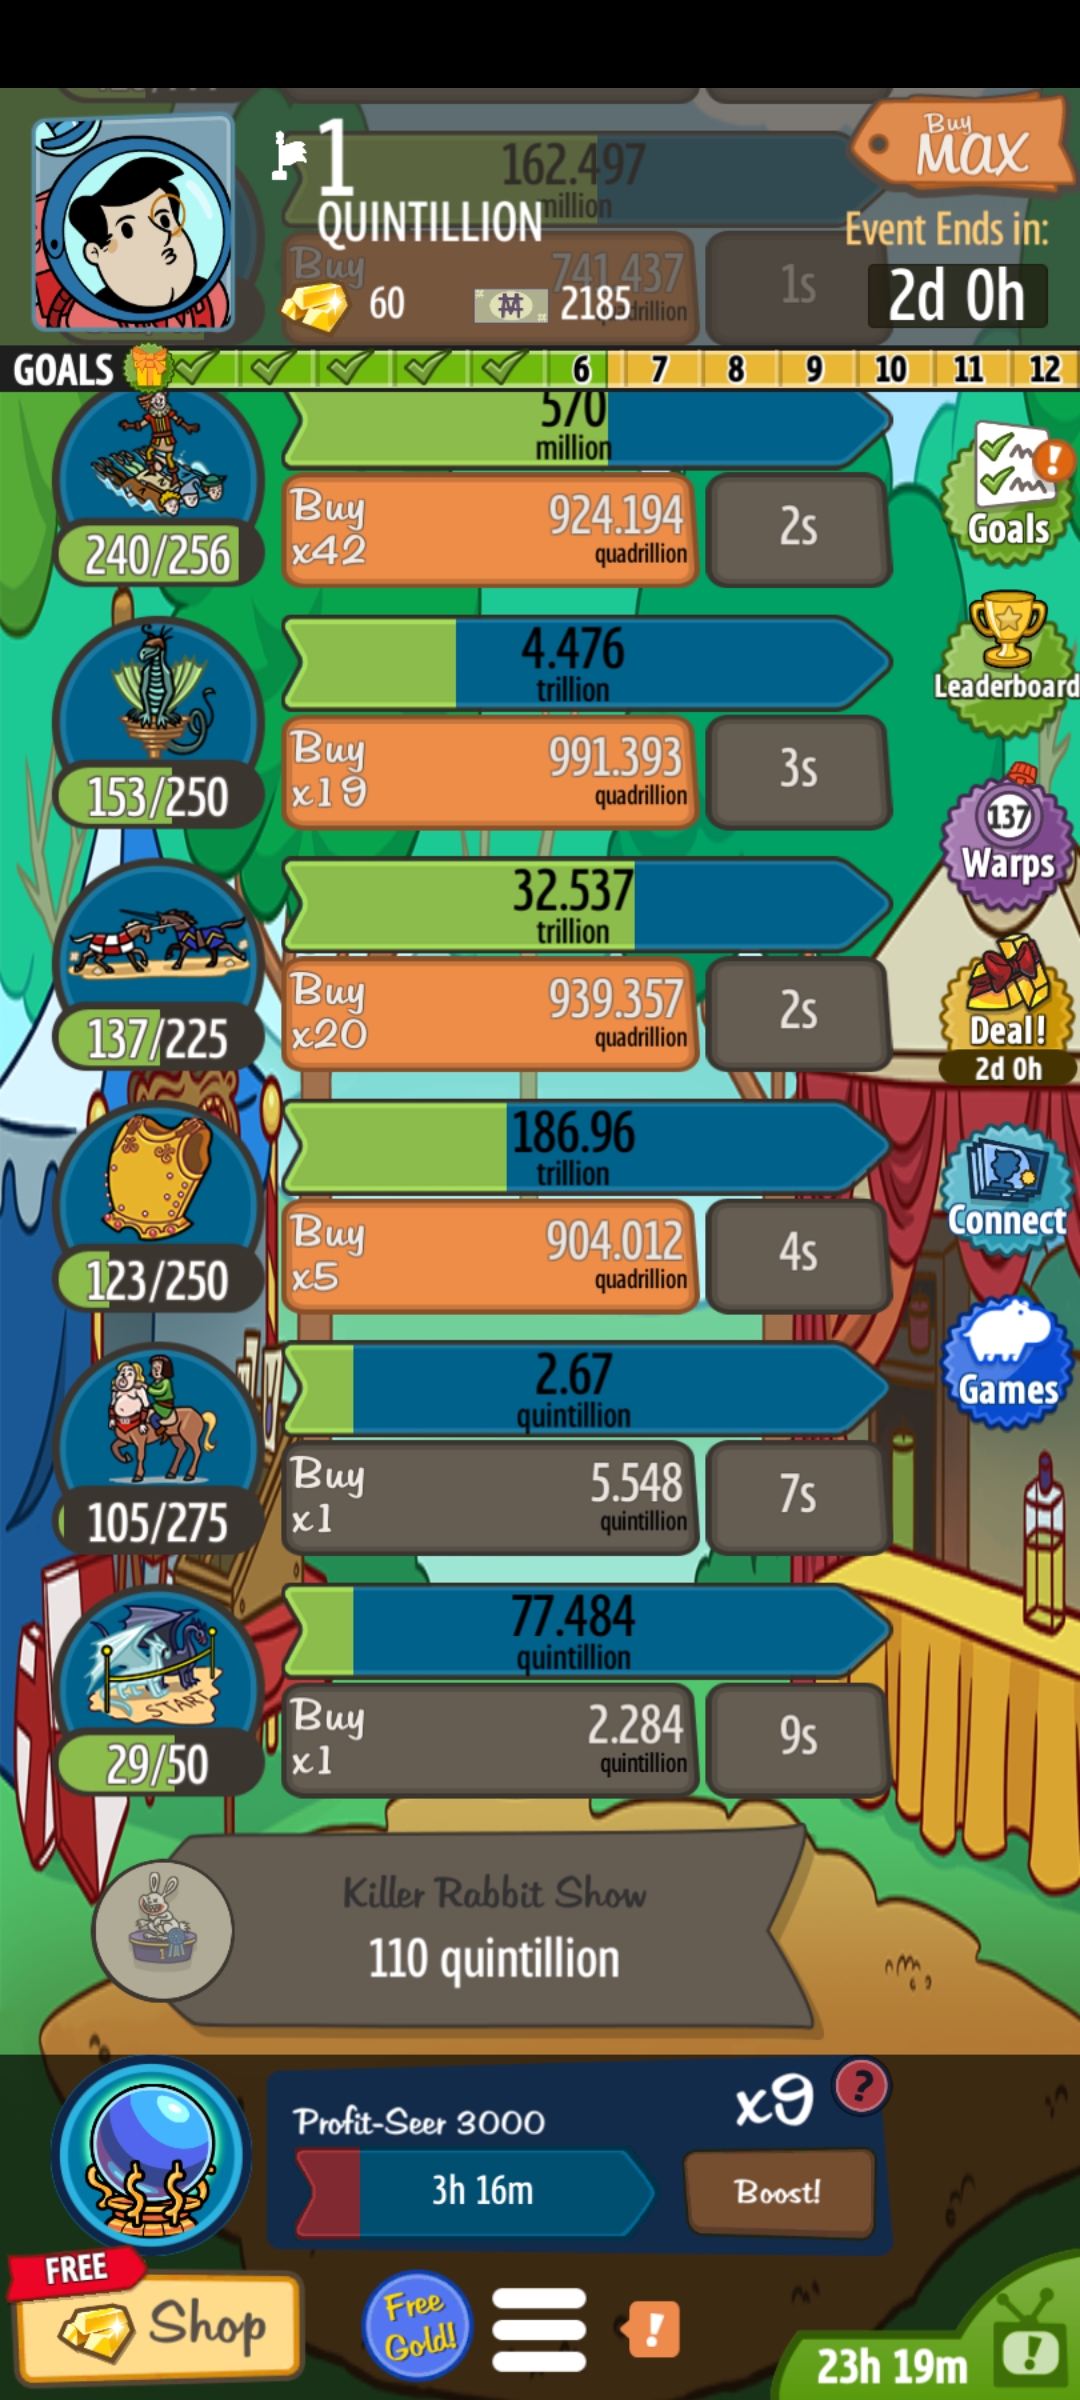 1
QUINTILLION
60
2185
162.497
million
Buy
741.437
1s
Buy
MAX
Event Ends in:
2d 0h
GOALS
6 7 8 9 10 11 12
570
million
240/256
Buy
x42
924.194
quadrillion
2s
Goals
4.476
trillion
153/250
Buy
x19
991.393
quadrillion
3s
Leaderboard
137
Warps
32.537
trillion
137/225
Buy
x20
939.357
quadrillion
2s
Deal!
2d 0h
186.96
trillion
123/250
Buy
x5
904.012
quadrillion
4s
Connect
2.67
quintillion
105/275
Buy
x1
5.548
quintillion
7s
Games
77.484
quintillion
START
29/50
Buy
x1
2.284
quintillion
9s
Killer Rabbit Show
110 quintillion
1
Profit-Seer 3000
x9
?
3h 16m
Boost!
FREE
Shop
Free
Gold!
!
23h 19m
!